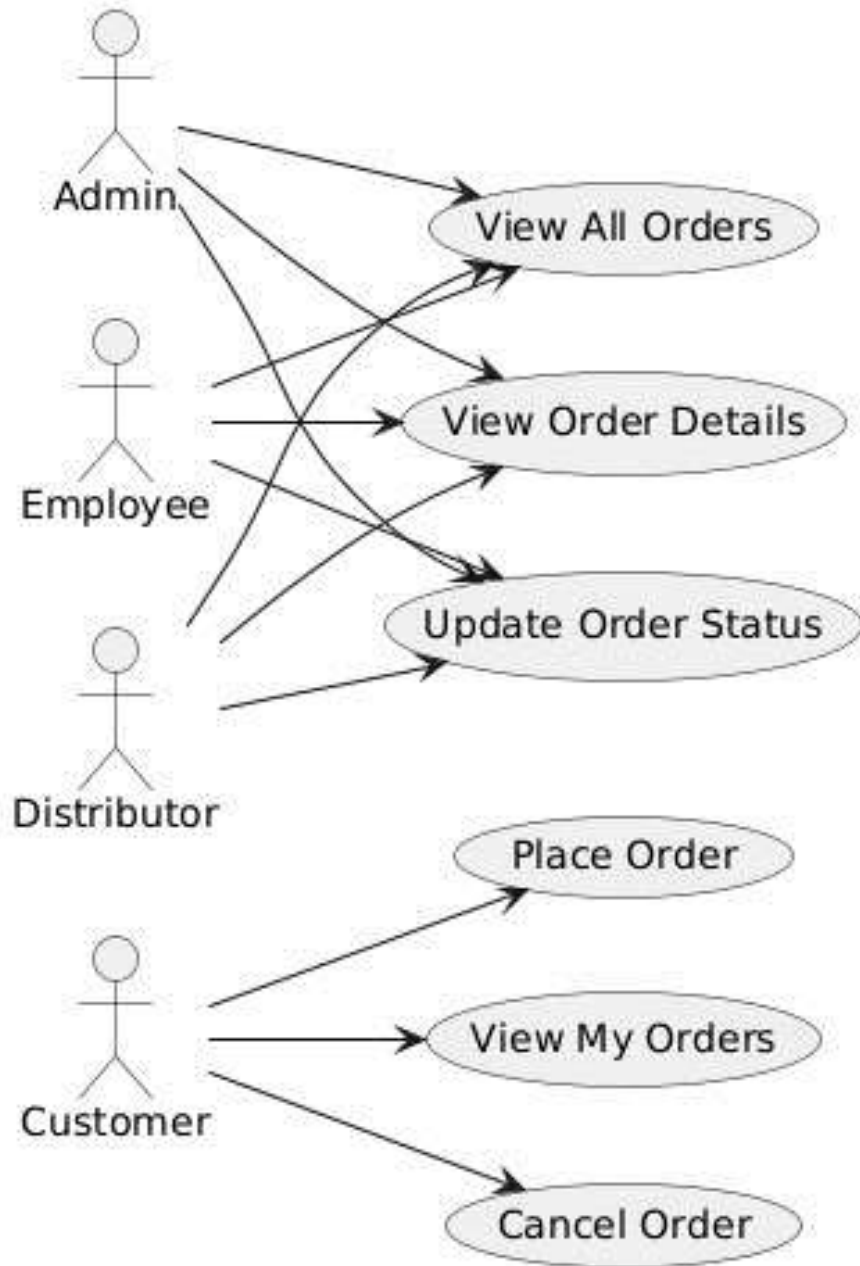 Admin
View All Orders
View Order Details
Employee
Update Order Status
Distributor
Place Order
View My Orders
Customer
Cancel Order